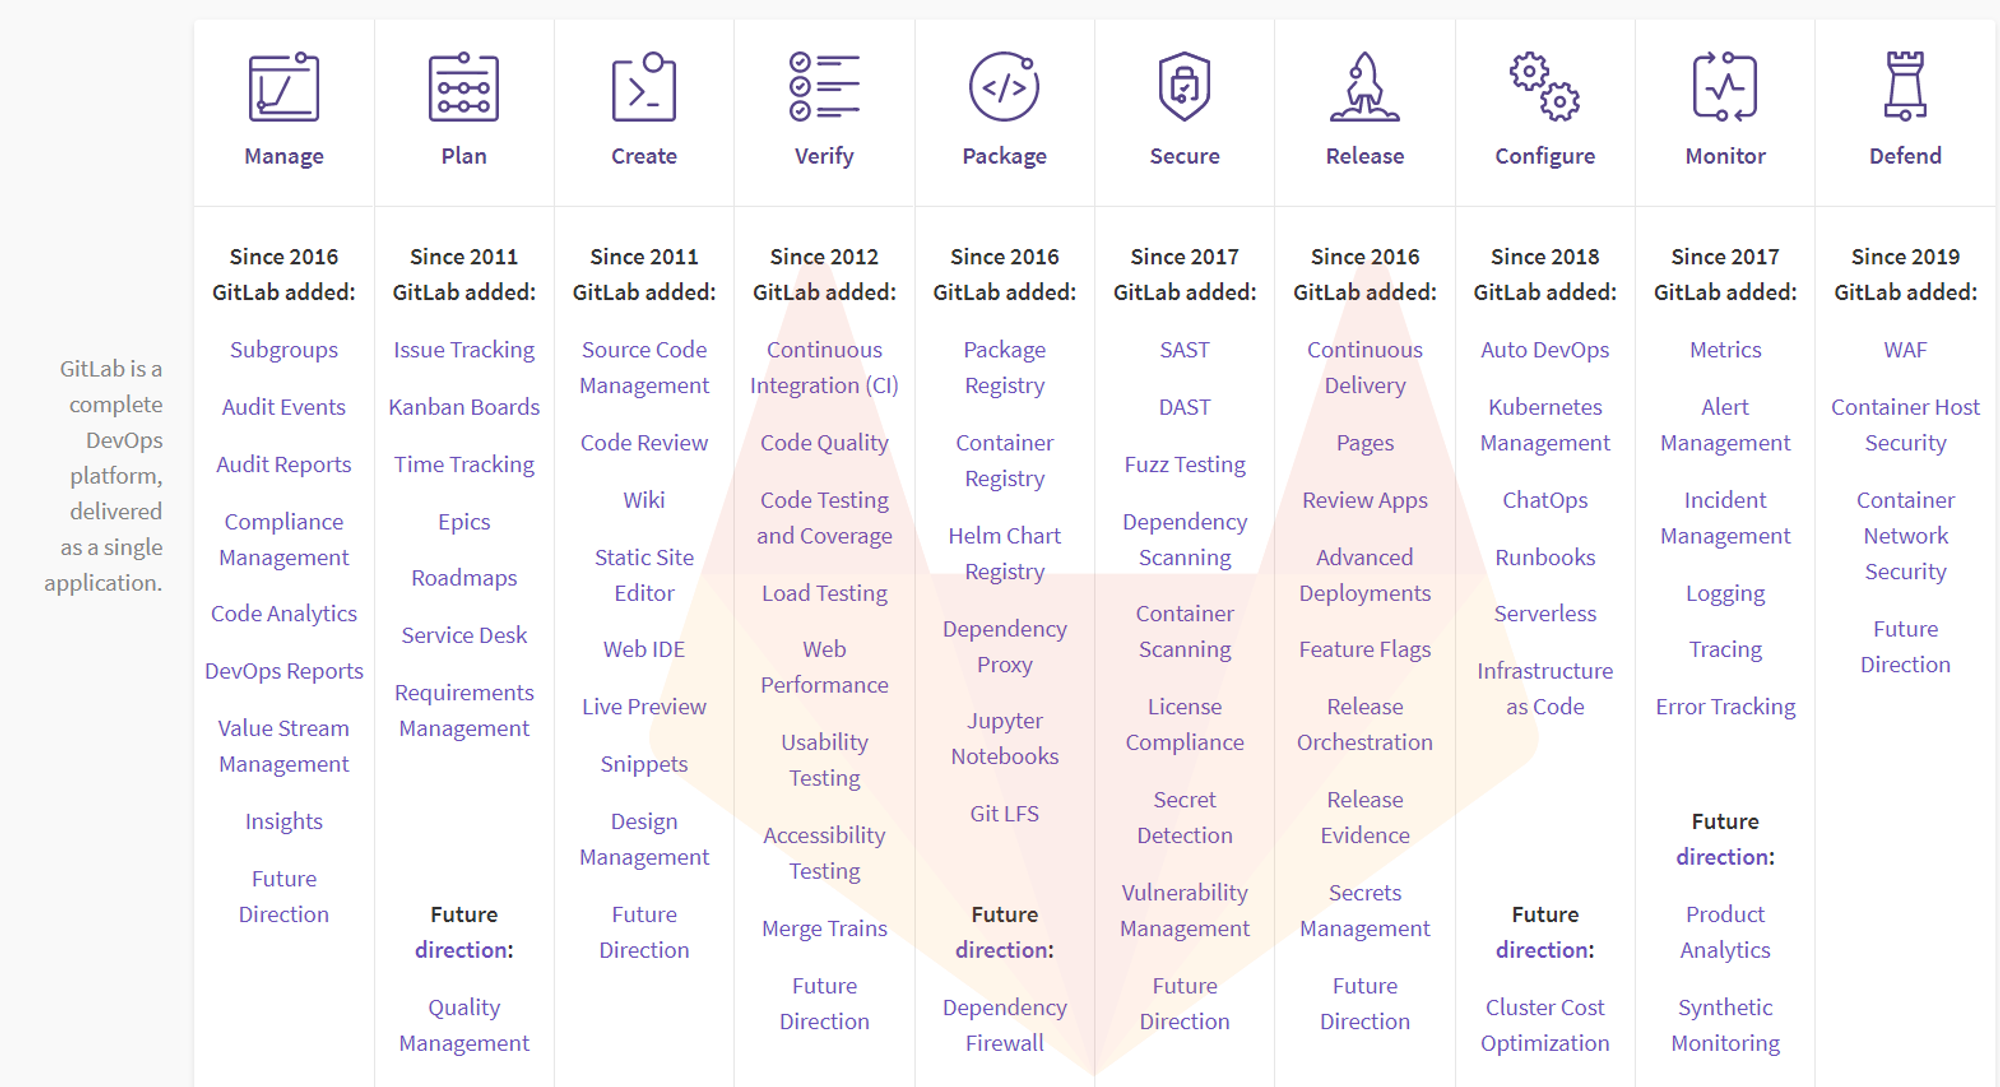 GitLab is a
complete
DevOps
platform,
delivered
as a single
application.
Manage
Since 2016
GitLab added:
Subgroups
Audit Events
Audit Reports
Compliance
Management
Code Analytics
DevOps Reports
Value Stream
Management
Insights
Future
Direction
Plan
Since 2011
GitLab added:
Issue Tracking
Kanban Boards
Time Tracking
Epics
Roadmaps
Service Desk
Requirements
Management
Future
direction:
Quality
Management
Create
Since 2011
GitLab added:
Source Code
Management
Code Review
Wiki
Static Site
Editor
Web IDE
Live Preview
Snippets
Design
Management
Future
Direction
Verify
Since 2012
GitLab added:
Continuous
Integration (CI)
Code Quality
Code Testing
and Coverage
Load Testing
Web
Performance
Usability
Testing
Accessibility
Testing
Merge Trains
Future
Direction
Package
Since 2016
GitLab added:
Package
Registry
Container
Registry
Helm Chart
Registry
Dependency
Proxy
Jupyter
Notebooks
Git LFS
Future
direction:
Dependency
Firewall
Secure
Since 2017
GitLab added:
SAST
DAST
Fuzz Testing
Dependency
Scanning
Container
Scanning
License
Compliance
Secret
Detection
Vulnerability
Management
Future
Direction
Release
Since 2016
GitLab added:
Continuous
Delivery
Pages
Review Apps
Advanced
Deployments
Feature Flags
Release
Orchestration
Release
Evidence
Secrets
Management
Future
Direction
Configure
Since 2018
GitLab added:
Auto DevOps
Kubernetes
Management
ChatOps
Runbooks
Serverless
Infrastructure
as Code
Future
direction:
Cluster Cost
Optimization
Monitor
Since 2017
GitLab added:
Metrics
Alert
Management
Incident
Management
Logging
Tracing
Error Tracking
Future
direction:
Product
Analytics
Synthetic
Monitoring
Defend
Since 2019
GitLab added:
WAF
Container Host
Security
Container
Network
Security
Future
Direction